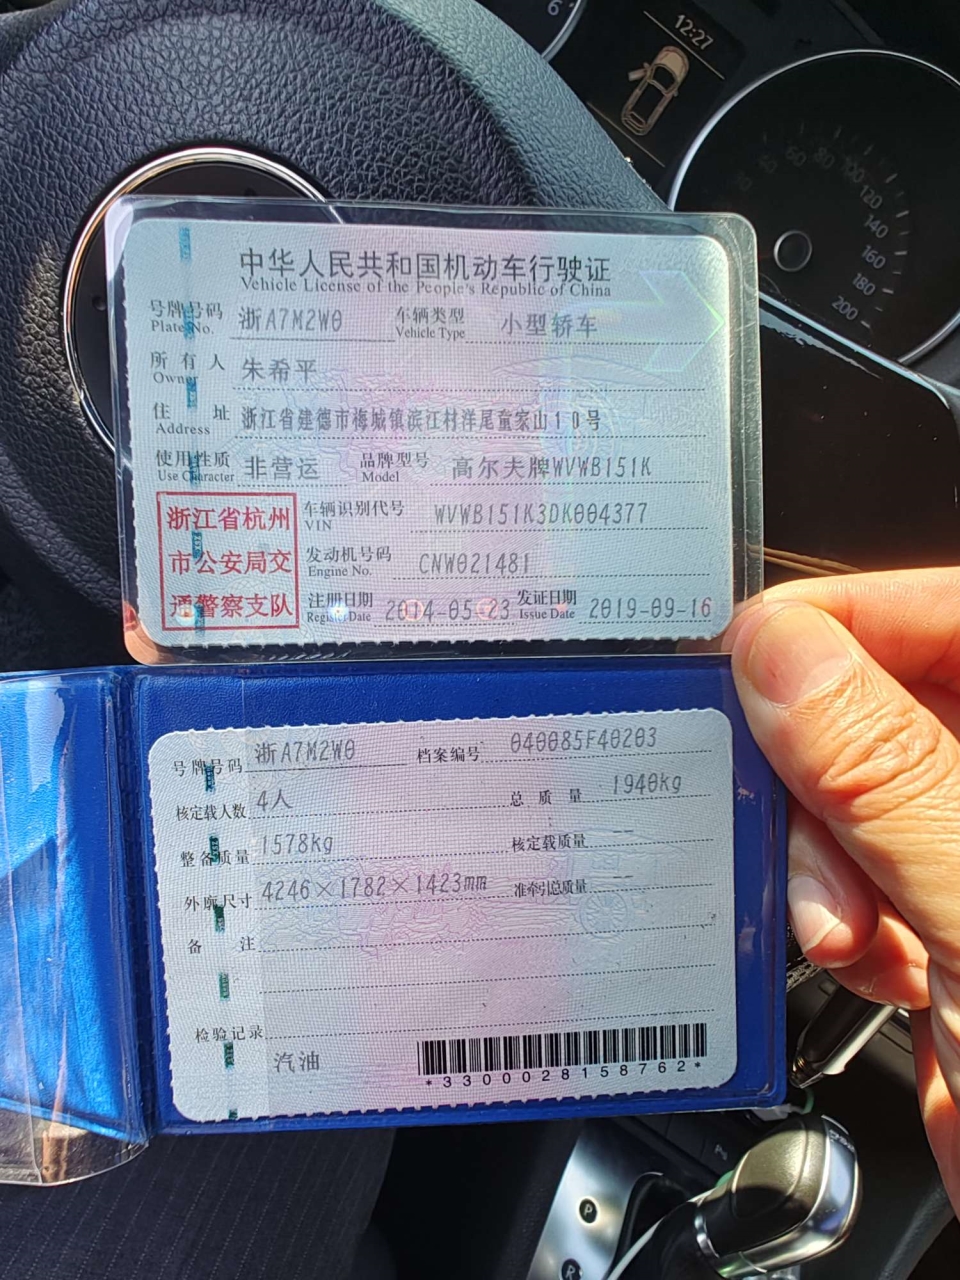 12:27
6
60 80 100 120 140 160 180 200
中华人民共和国机动车行驶证
Vehicle License of the People's Republic of China
号牌号码 浙A7M2W0 车辆类型 小型轿车
Plate No. Vehicle Type
所有人 朱希平
Owner
住址 浙江省建德市梅城镇滨江村洋尾童家山10号
Address
使用性质 非营运 品牌型号 高尔夫牌WVWB151K
Use Character Model
浙江省杭州市公安局交通警察支队
车辆识别代号 WVWB151K3DK004377
VIN
发动机号码 CNW021481
Engine No.
注册日期 2014-05-23 发证日期 2019-09-16
Register Date Issue Date
号牌号码 浙A7M2W0 档案编号 040085F40203
核定载人数 4人 总质量 1940kg
整备质量 1578kg 核定载质量 --
外廓尺寸 4246×1782×1423mm 准牵引总质量 --
备注
检验记录
汽油
*3300028158762*
P
R